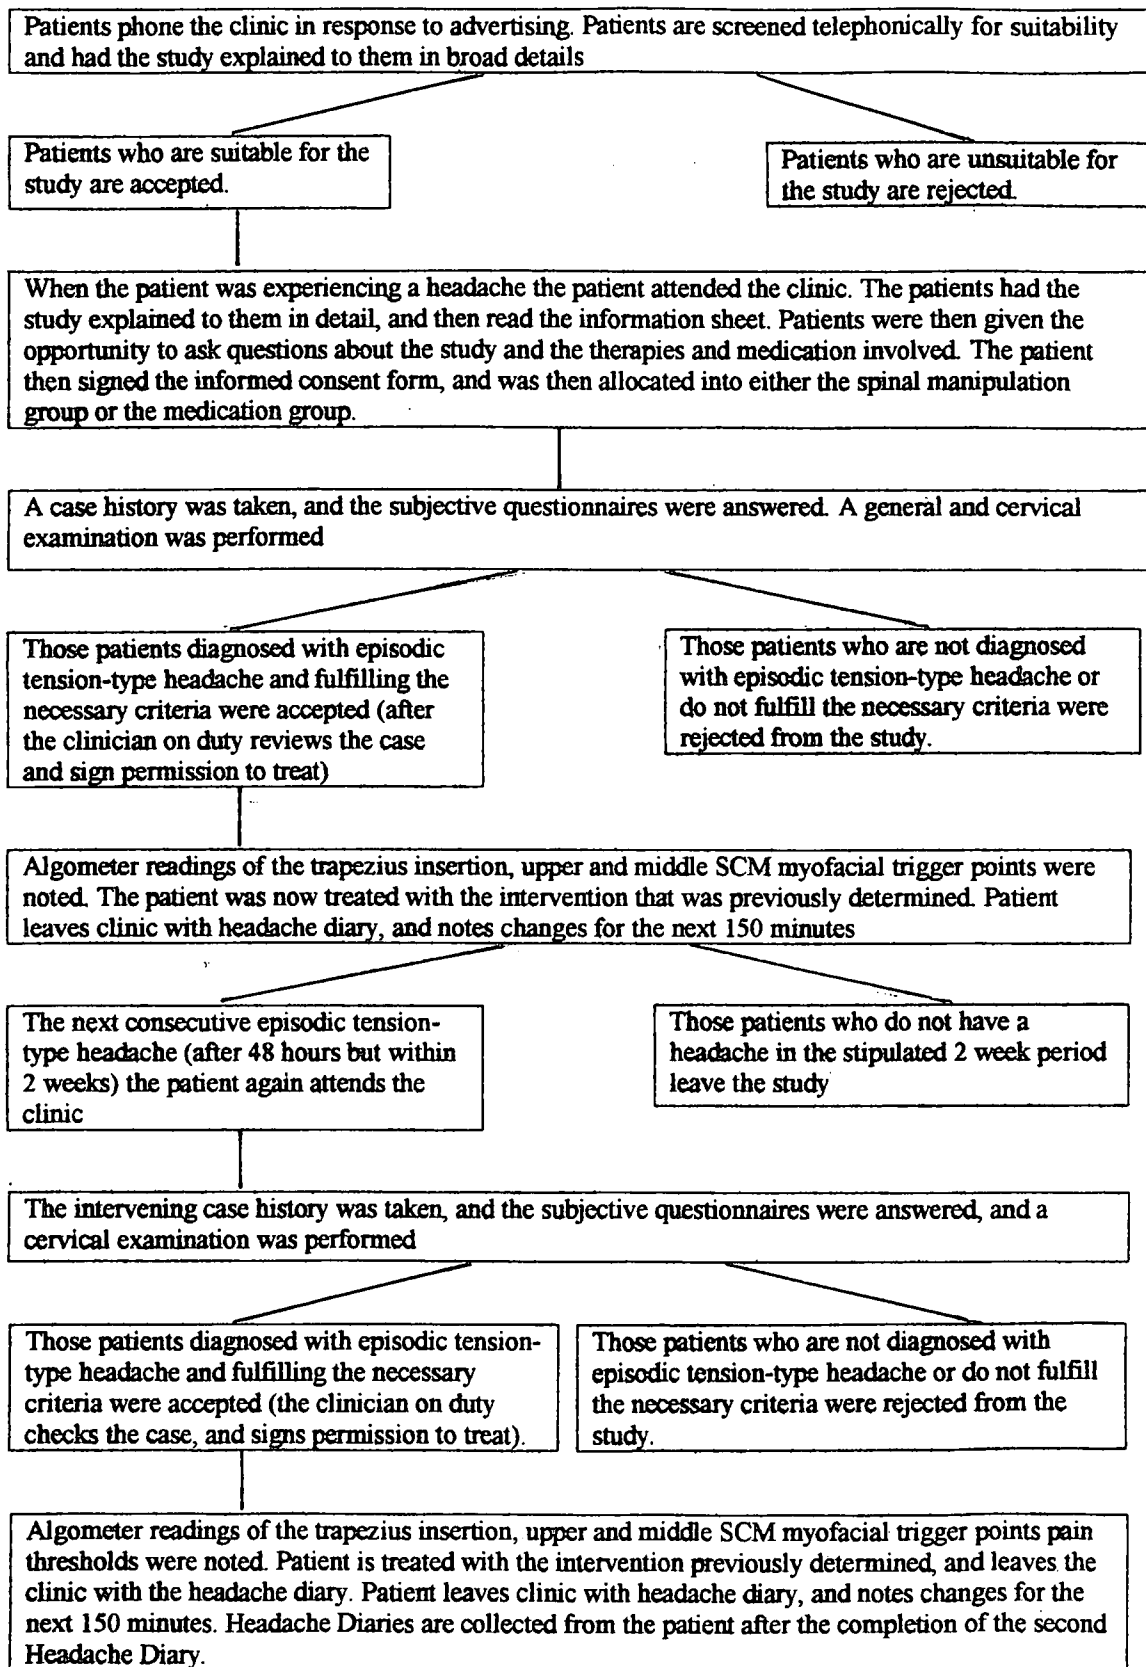 Patients phone the clinic in response to advertising. Patients are screened telephonically for suitability
and had the study explained to them in broad details
Patients who are suitable for the
study are accepted.
Patients who are unsuitable for
the study are rejected.
When the patient was experiencing a headache the patient attended the clinic. The patients had the
study explained to them in detail, and then read the information sheet. Patients were then given the
opportunity to ask questions about the study and the therapies and medication involved. The patient
then signed the informed consent form, and was then allocated into either the spinal manipulation
group or the medication group.
A case history was taken, and the subjective questionnaires were answered. A general and cervical
examination was performed
Those patients diagnosed with episodic
tension-type headache and fulfilling the
necessary criteria were accepted (after
the clinician on duty reviews the case
and sign permission to treat)
Those patients who are not diagnosed
with episodic tension-type headache or
do not fulfill the necessary criteria were
rejected from the study.
Algometer readings of the trapezius insertion, upper and middle SCM myofacial trigger points were
noted. The patient was now treated with the intervention that was previously determined. Patient
leaves clinic with headache diary, and notes changes for the next 150 minutes
The next consecutive episodic tension-
type headache (after 48 hours but within
2 weeks) the patient again attends the
clinic
Those patients who do not have a
headache in the stipulated 2 week period
leave the study
The intervening case history was taken, and the subjective questionnaires were answered, and a
cervical examination was performed
Those patients diagnosed with episodic tension-
type headache and fulfilling the necessary
criteria were accepted (the clinician on duty
checks the case, and signs permission to treat).
Those patients who are not diagnosed with
episodic tension-type headache or do not fulfill
the necessary criteria were rejected from the
study.
Algometer readings of the trapezius insertion, upper and middle SCM myofacial trigger points pain
thresholds were noted. Patient is treated with the intervention previously determined, and leaves the
clinic with the headache diary. Patient leaves clinic with headache diary, and notes changes for the
next 150 minutes. Headache Diaries are collected from the patient after the completion of the second
Headache Diary.